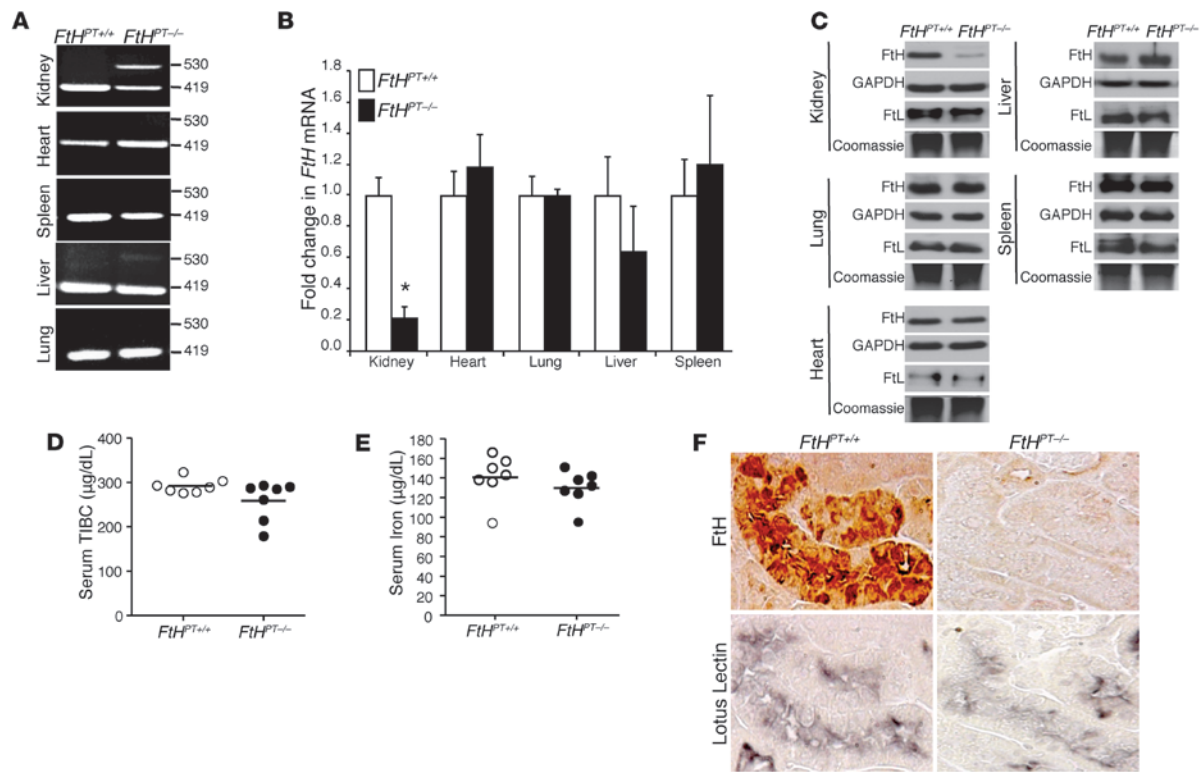 A
FtH^PT+/+ FtH^PT–/–
Kidney
530
419
Heart
530
419
Spleen
530
419
Liver
530
419
Lung
530
419
B
Fold change in FtH mRNA
1.8
1.6
1.4
1.2
1.0
0.8
0.6
0.4
0.2
0.0
FtH^PT+/+
FtH^PT–/–
*
Kidney Heart Lung Liver Spleen
C
FtH^PT+/+ FtH^PT–/–
Kidney
FtH
GAPDH
FtL
Coomassie
FtH^PT+/+ FtH^PT–/–
Liver
FtH
GAPDH
FtL
Coomassie
Lung
FtH
GAPDH
FtL
Coomassie
Spleen
FtH
GAPDH
FtL
Coomassie
Heart
FtH
GAPDH
FtL
Coomassie
D
Serum TIBC (µg/dL)
400
300
200
100
0
FtH^PT+/+ FtH^PT–/–
E
Serum Iron (µg/dL)
180
160
140
120
100
80
60
40
20
0
FtH^PT+/+ FtH^PT–/–
F
FtH^PT+/+ FtH^PT–/–
FtH
Lotus Lectin